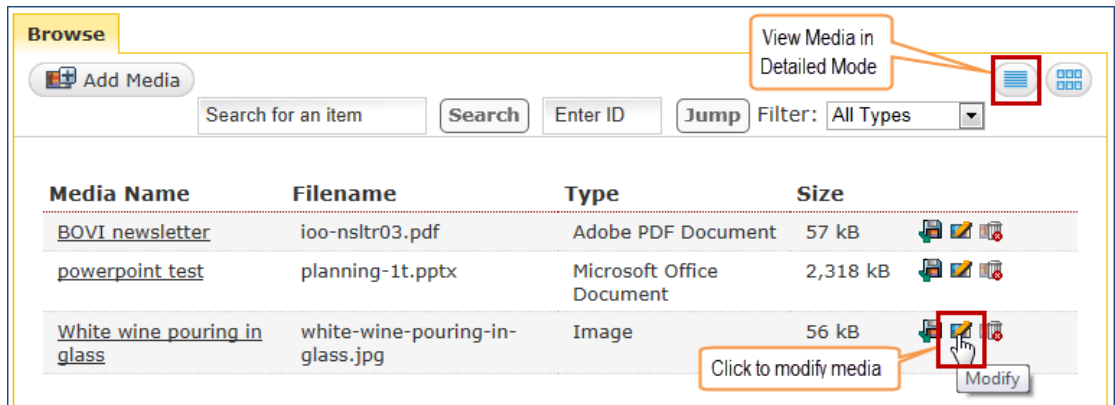 Browse
View Media in
Detailed Mode
Add Media
Search for an item Search Enter ID Jump Filter: All Types
Media Name Filename Type Size
BOVI newsletter ioo-nsltr03.pdf Adobe PDF Document 57 kB
powerpoint test planning-1t.pptx Microsoft Office 2,318 kB
Document
White wine pouring in white-wine-pouring-in- Image 56 kB
glass glass.jpg
Click to modify media
Modify